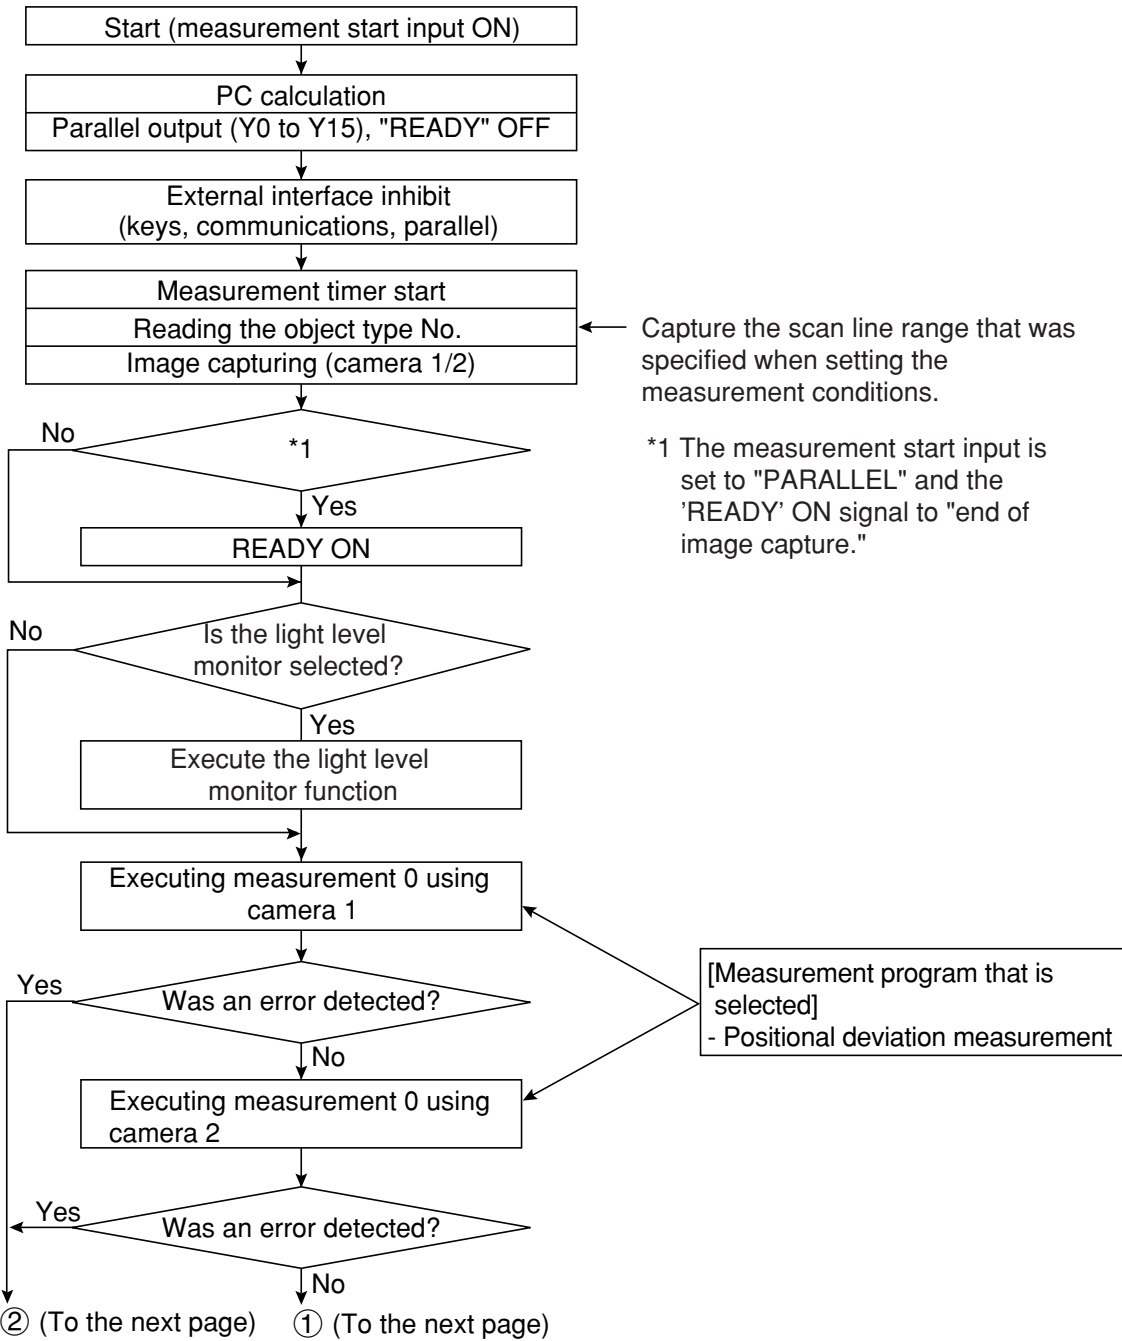 Start (measurement start input ON)
PC calculation
Parallel output (Y0 to Y15), "READY" OFF
External interface inhibit
(keys, communications, parallel)
Measurement timer start
Reading the object type No.
Image capturing (camera 1/2)
Capture the scan line range that was
specified when setting the
measurement conditions.
No
*1
Yes
*1 The measurement start input is
set to "PARALLEL" and the
’READY’ ON signal to "end of
image capture."
READY ON
No
Is the light level
monitor selected?
Yes
Execute the light level
monitor function
Executing measurement 0 using
camera 1
Yes
Was an error detected?
No
[Measurement program that is
selected]
- Positional deviation measurement
Executing measurement 0 using
camera 2
Yes
Was an error detected?
No
② (To the next page)
① (To the next page)